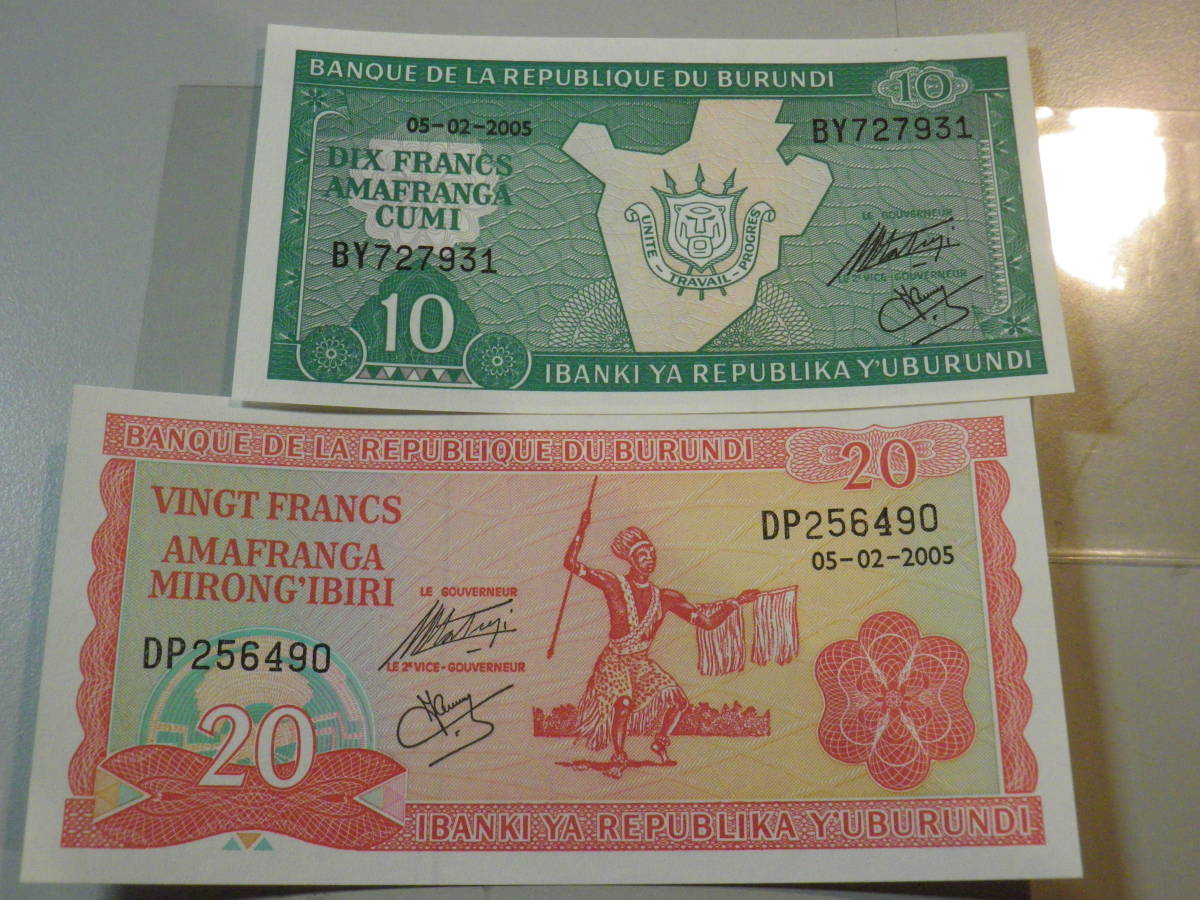 BANQUE DE LA REPUBLIQUE DU BURUNDI
10
05-02-2005
BY727931
DIX FRANCS
AMAFRANGA
CUMI
BY727931
10
UNITE - TRAVAIL - PROGRES
LE GOUVERNEUR
LE 2e VICE - GOUVERNEUR
IBANKI YA REPUBLIKA Y'UBURUNDI
BANQUE DE LA REPUBLIQUE DU BURUNDI
20
VINGT FRANCS
AMAFRANGA
MIRONG'IBIRI
DP256490
05-02-2005
LE GOUVERNEUR
LE 2e VICE-GOUVERNEUR
DP256490
20
IBANKI YA REPUBLIKA Y'UBURUNDI